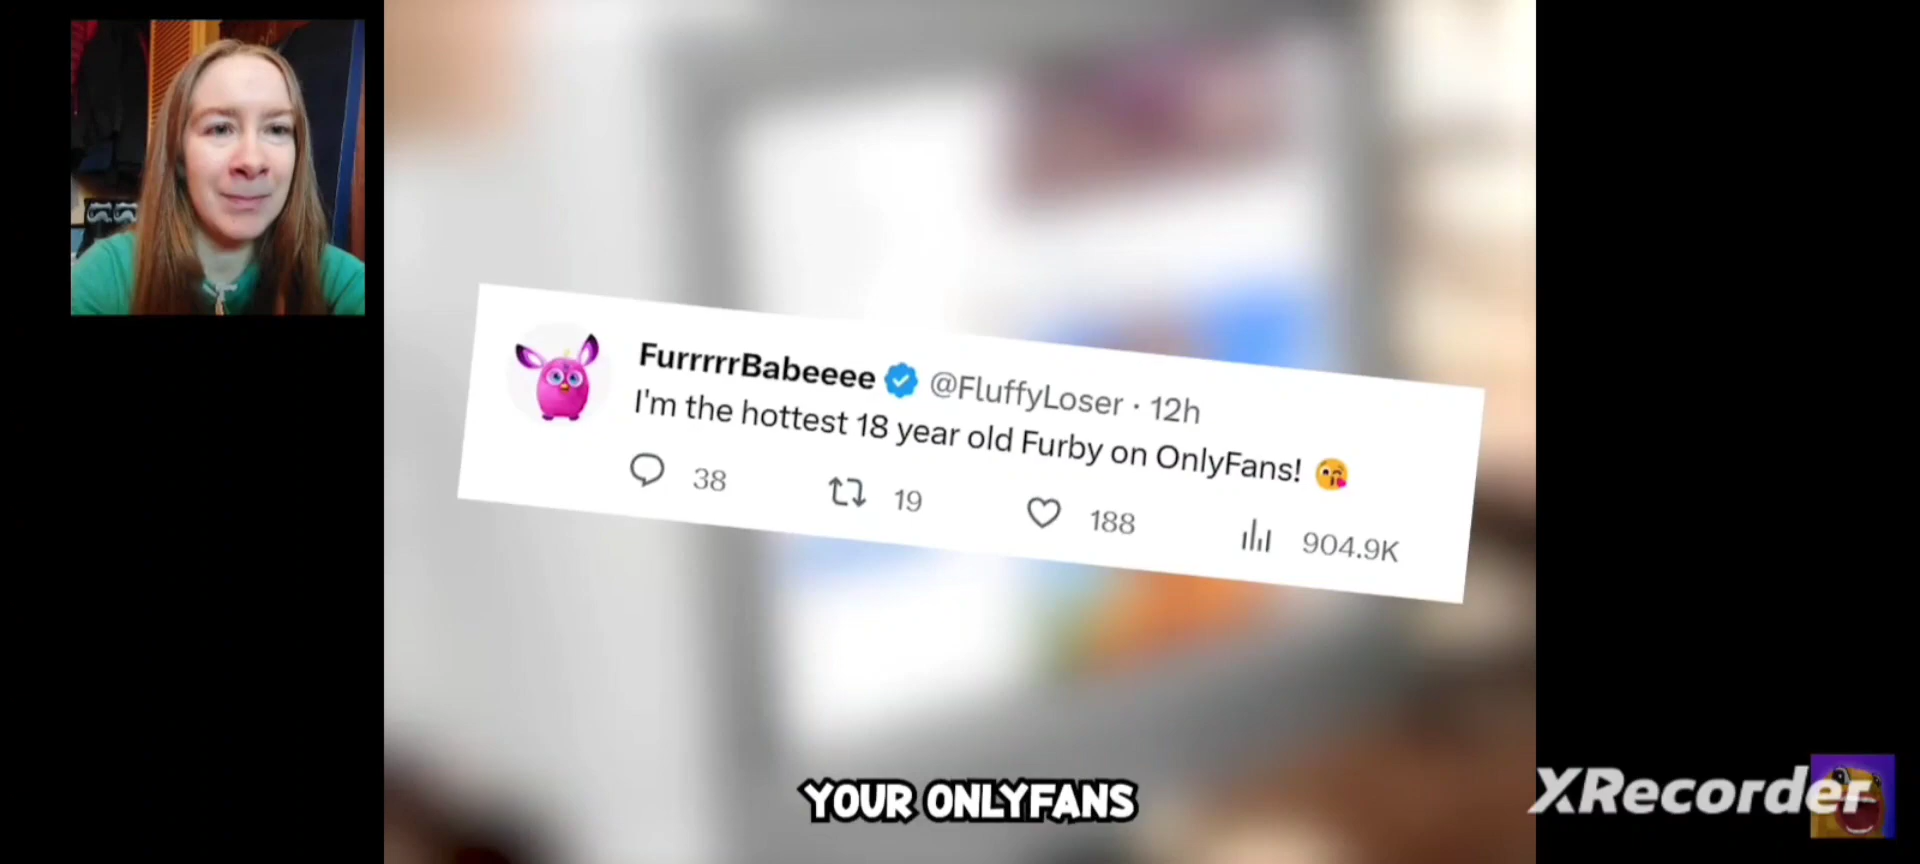 FurrrrrBabeeee @FluffyLoser · 12h
I'm the hottest 18 year old Furby on OnlyFans! 😘
38 19 188 904.9K
YOUR ONLYFANS
XRecorder